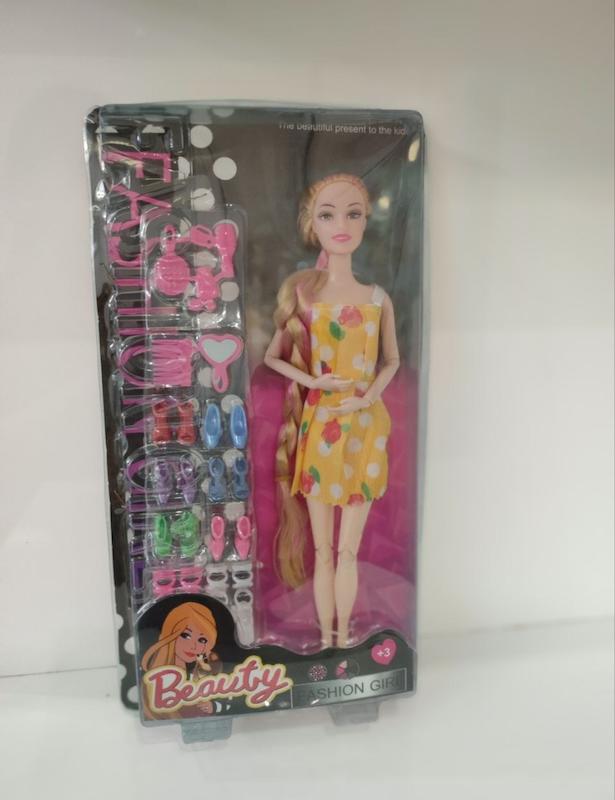 The beautiful present to the kid
FASHION GIRL
+3
Beauty
FASHION GIRL